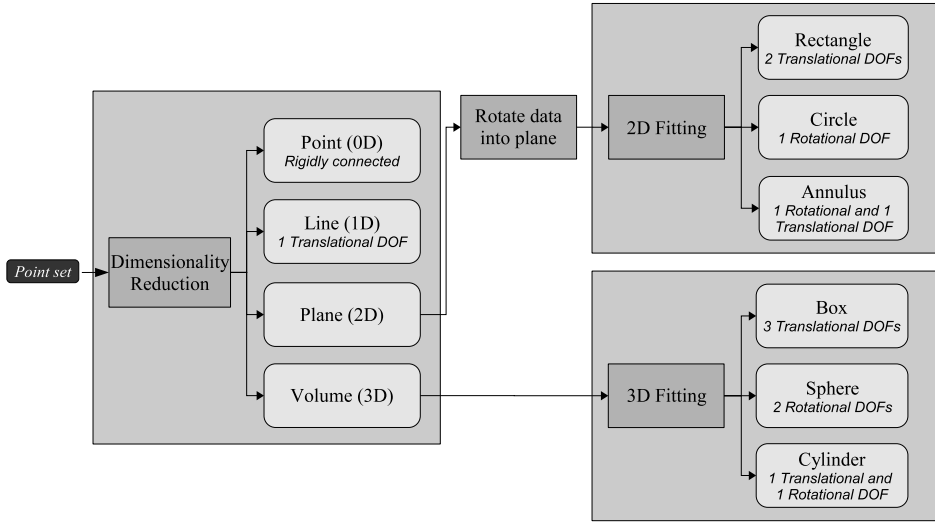 Point set
Dimensionality
Reduction
Point (0D)
Rigidly connected
Line (1D)
1 Translational DOF
Plane (2D)
Volume (3D)
Rotate data
into plane
2D Fitting
Rectangle
2 Translational DOFs
Circle
1 Rotational DOF
Annulus
1 Rotational and 1
Translational DOF
3D Fitting
Box
3 Translational DOFs
Sphere
2 Rotational DOFs
Cylinder
1 Translational and
1 Rotational DOF